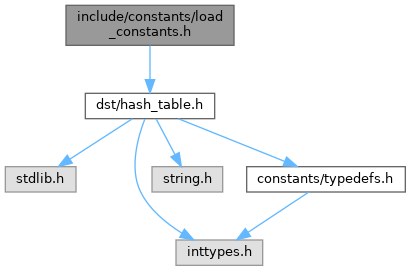 include/constants/load
_constants.h
dst/hash_table.h
stdlib.h
string.h
constants/typedefs.h
inttypes.h